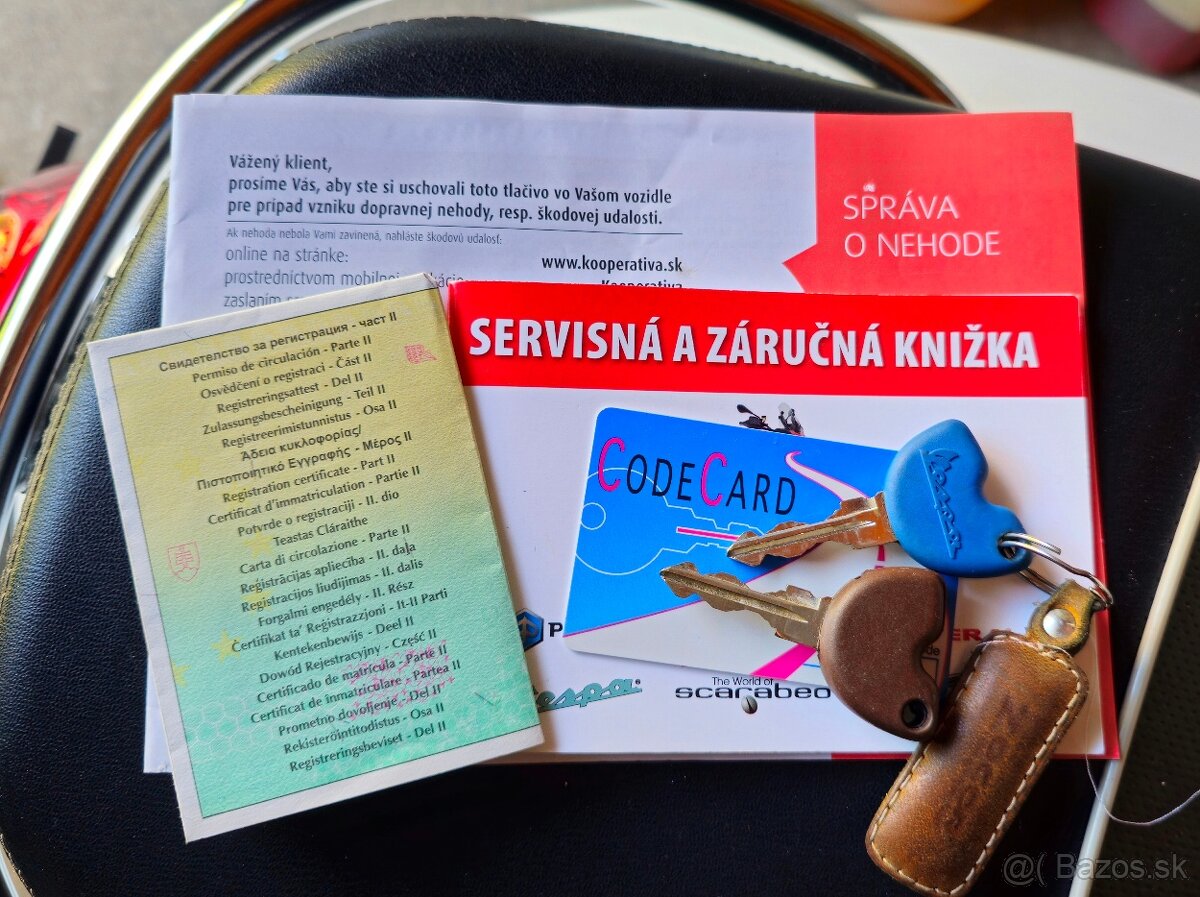 Vážený klient,
prosíme Vás, aby ste si uschovali toto tlačivo vo Vašom vozidle
pre prípad vzniku dopravnej nehody, resp. škodovej udalosti.
Ak nehoda nebola Vami zavinená, nahláste škodovú udalosť:
online na stránke:
www.kooperativa.sk
prostredníctvom mobilnej
Kooperativa
zaslaním
SPRÁVA
O NEHODE
SERVISNÁ A ZÁRUČNÁ KNIŽKA
Свидетелство за регистрация - част II
Permiso de circulación - Parte II
Osvědčení o registraci - Část II
Registreringsattest - Del II
Zulassungsbescheinigung - Teil II
Registreerimistunnistus - Osa II
Άδεια κυκλοφορίας/
Πιστοποιητικό Εγγραφής - Μέρος II
Registration certificate - Part II
Certificat d'immatriculation - Partie II
Potvrde o registraciji - II. dio
Teastas Cláraithe
Carta di circolazione - Parte II
Reģistrācijas apliecība - II. daļa
Registracijos liudijimas - II. dalis
Forgalmi engedély - II. Rész
Ċertifikat ta' Reġistrazzjoni - It-II Parti
Kentekenbewijs - Deel II
Dowód Rejestracyjny - Część II
Certificado de matrícula - Parte II
Certificat de înmatriculare - Partea II
Prometno dovoljenje - Del II
Rekisteröintitodistus - Osa II
Registreringsbeviset - Del II
CODECARD
Vespa
P
Vespa
The World of
scarabeo
@( Bazos.sk